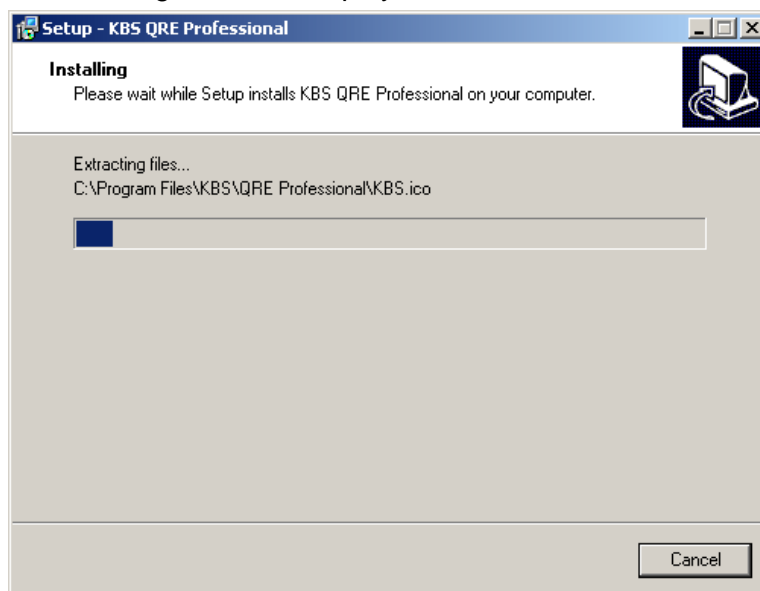 Setup - KBS QRE Professional
Installing
Please wait while Setup installs KBS QRE Professional on your computer.
Extracting files...
C:\Program Files\KBS\QRE Professional\KBS.ico
Cancel